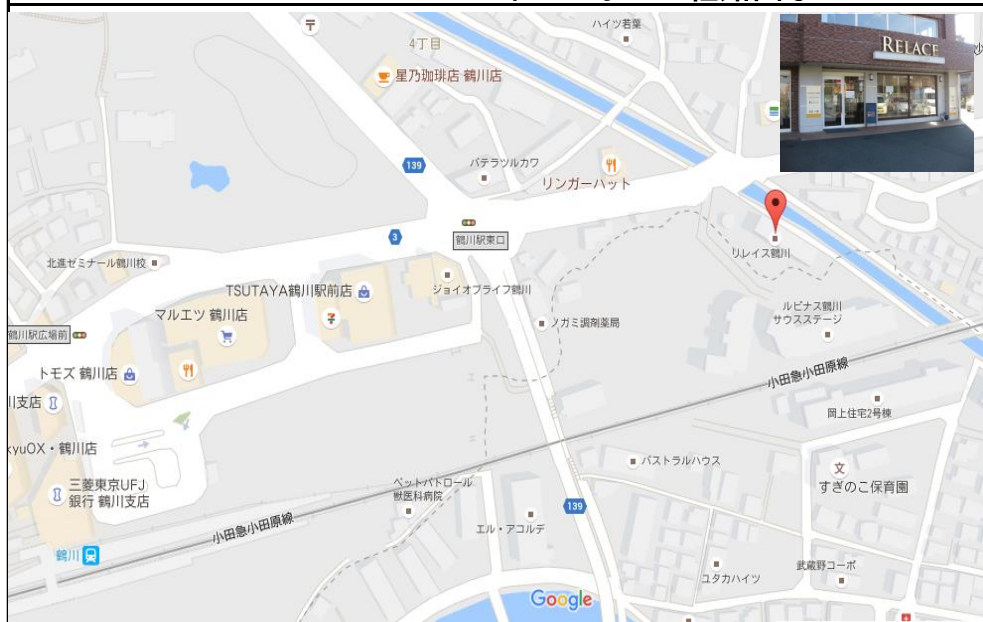 ハイツ若葉
4丁目
星乃珈琲店 鶴川店
RELACE
139
パテラツルカワ
リンガーハット
鶴川駅東口
3
リレイス鶴川
北進ゼミナール鶴川校
TSUTAYA鶴川駅前店
ジョイオブライフ鶴川
マルエツ 鶴川店
ノガミ調剤薬局
ルピナス鶴川
サウスステージ
鶴川駅広場前
小田急小田原線
トモズ 鶴川店
川支店
岡上住宅2号棟
kyuOX・鶴川店
パストラルハウス
文
すぎのこ保育園
三菱東京UFJ
銀行 鶴川支店
ペットパトロール
獣医科病院
139
エル・アコルデ
小田急小田原線
鶴川
ユタカハイツ
武蔵野コーポ
Google